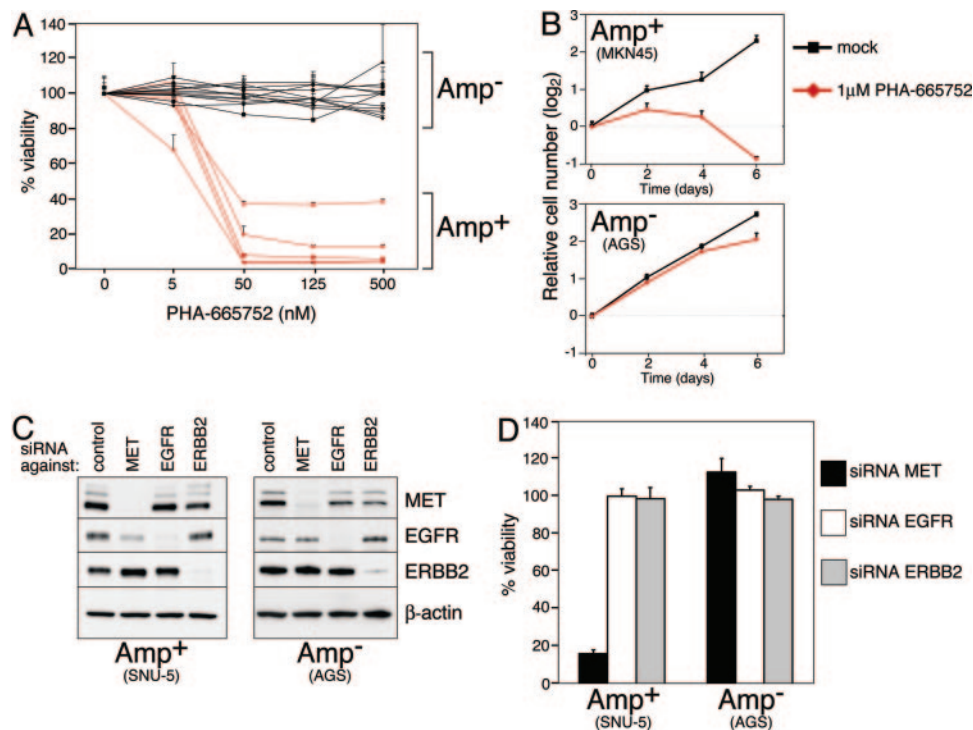 A
140
120
100
80
60
40
20
0
% viability
0 5 50 125 500
PHA-665752 (nM)
Amp-
Amp+
B
Amp+
(MKN45)
3
2
1
0
-1
0 2 4 6
Time (days)
Amp-
(AGS)
3
2
1
0
-1
0 2 4 6
Time (days)
Relative cell number (log2)
mock
1µM PHA-665752
C
siRNA
against:
control MET EGFR ERBB2
control MET EGFR ERBB2
MET
EGFR
ERBB2
β-actin
Amp+
(SNU-5)
Amp-
(AGS)
D
140
120
100
80
60
40
20
0
% viability
Amp+
(SNU-5)
Amp-
(AGS)
siRNA MET
siRNA EGFR
siRNA ERBB2